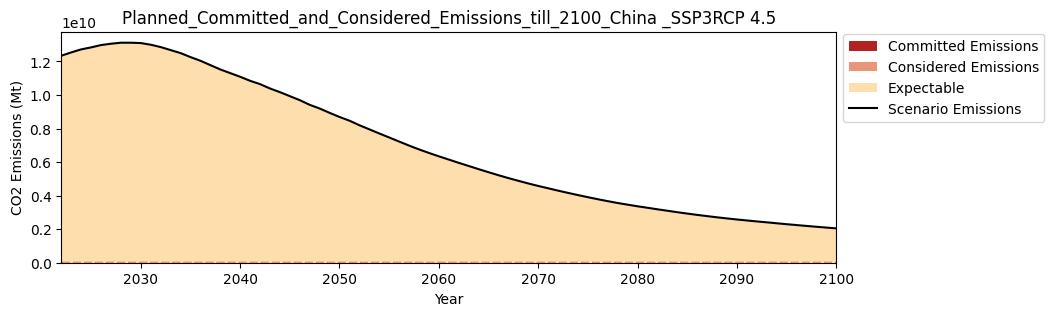 Planned_Committed_and_Considered_Emissions_till_2100_China _SSP3RCP 4.5
1e10
1.2
1.0
0.8
0.6
0.4
0.2
0.0
CO2 Emissions (Mt)
2030 2040 2050 2060 2070 2080 2090 2100
Year
Committed Emissions
Considered Emissions
Expectable
Scenario Emissions